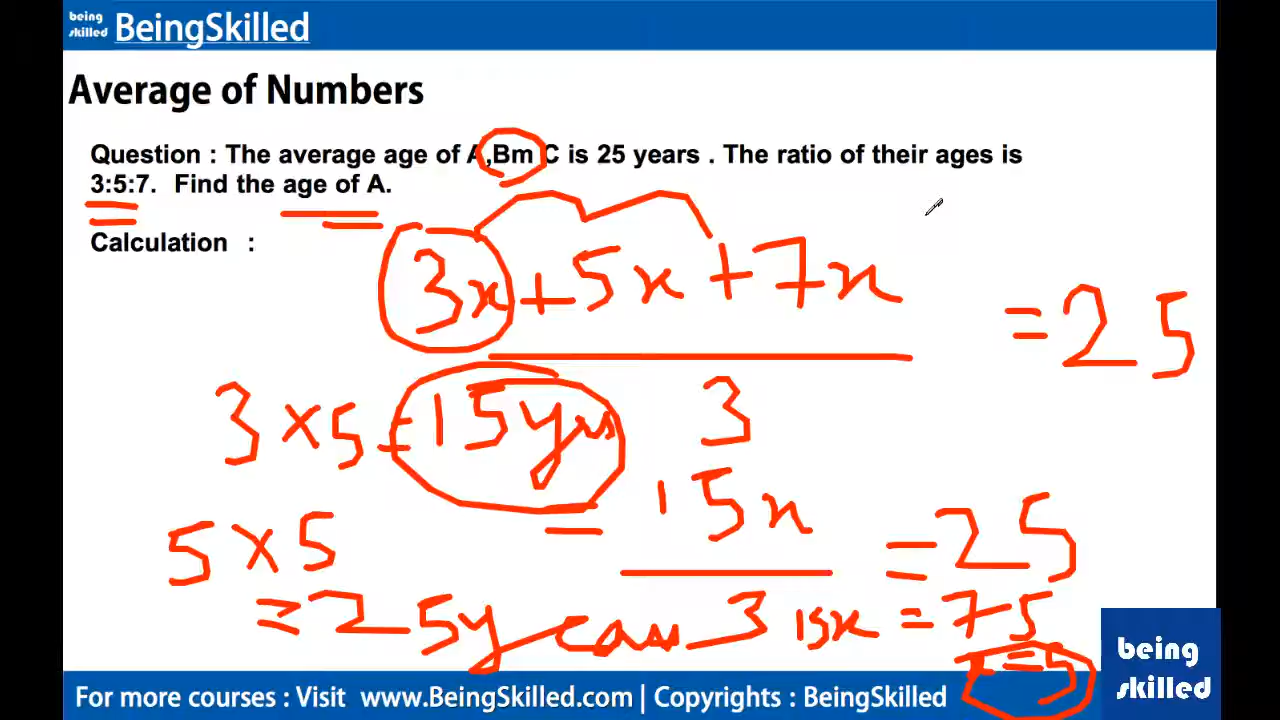 being
skilled
BeingSkilled
Average of Numbers
Question : The average age of A,Bm C is 25 years . The ratio of their ages is
3:5:7. Find the age of A.
Calculation :
3x+5x+7x
= 25
3
3 x 5 = 15yrs
15x
= 25
5 x 5
= 25y
3
15x = 75
x = 5
being
skilled
For more courses : Visit www.BeingSkilled.com | Copyrights : BeingSkilled